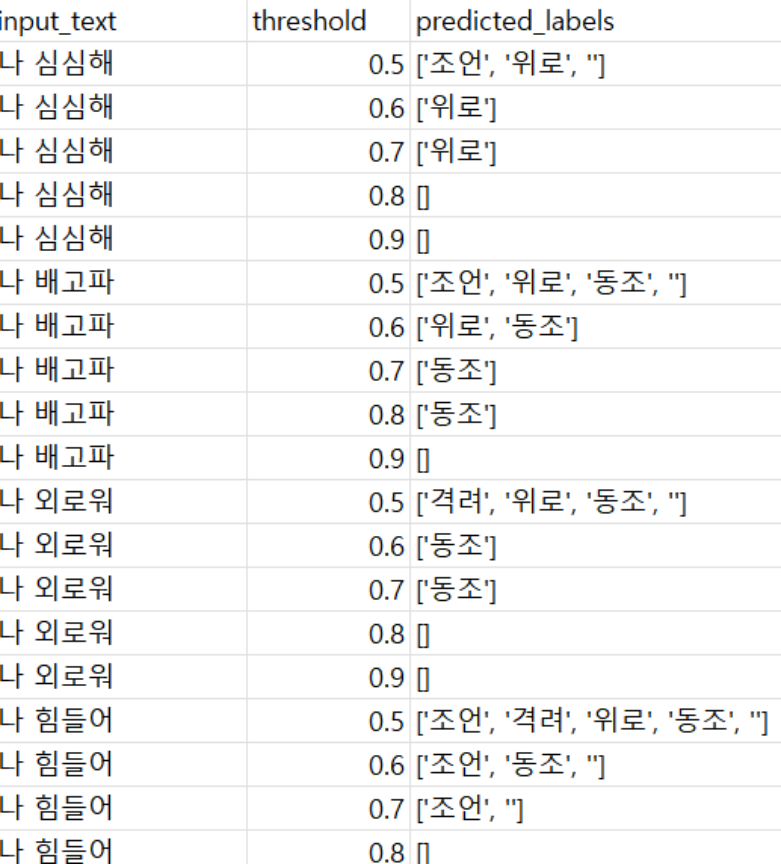 input_text threshold predicted_labels
나 심심해 0.5 ['조언', '위로', '']
나 심심해 0.6 ['위로']
나 심심해 0.7 ['위로']
나 심심해 0.8 []
나 심심해 0.9 []
나 배고파 0.5 ['조언', '위로', '동조', '']
나 배고파 0.6 ['위로', '동조']
나 배고파 0.7 ['동조']
나 배고파 0.8 ['동조']
나 배고파 0.9 []
나 외로워 0.5 ['격려', '위로', '동조', '']
나 외로워 0.6 ['동조']
나 외로워 0.7 ['동조']
나 외로워 0.8 []
나 외로워 0.9 []
나 힘들어 0.5 ['조언', '격려', '위로', '동조', '']
나 힘들어 0.6 ['조언', '동조', '']
나 힘들어 0.7 ['조언', '']
나 힘들어 0.8 []